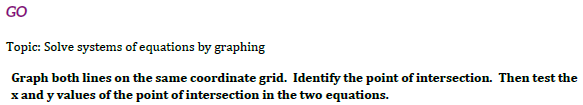 GO
Topic: Solve systems of equations by graphing
Graph both lines on the same coordinate grid.  Identify the point of intersection.  Then test the
x and y values of the point of intersection in the two equations.